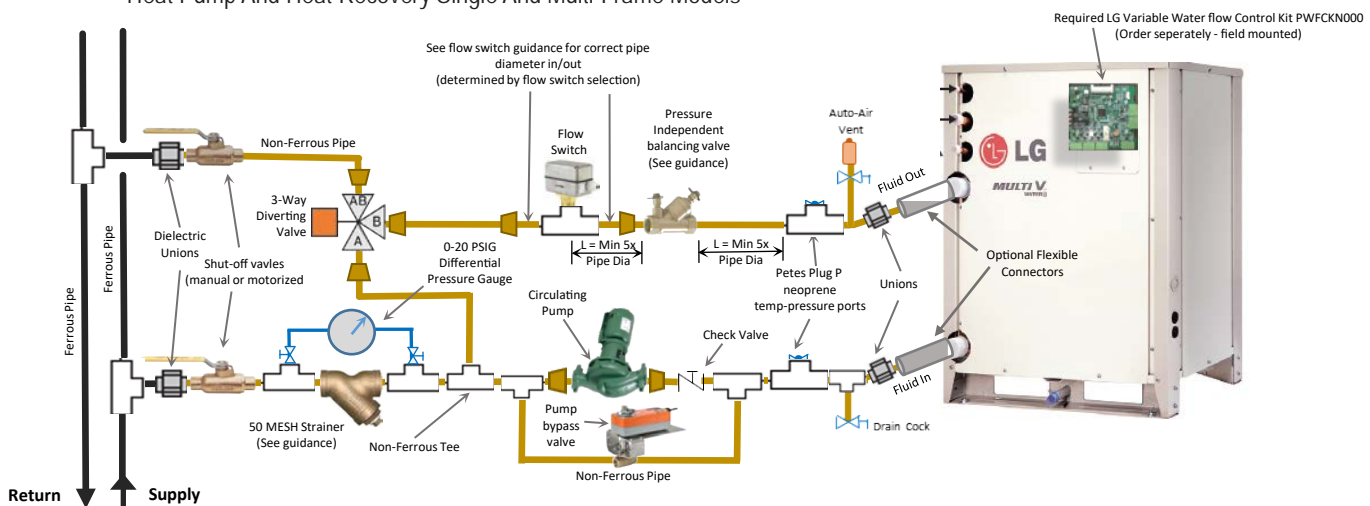 Heat Pump And Heat Recovery Single And Multi-Frame Models
Required LG Variable Water flow Control Kit PWFCKN000
(Order seperately - field mounted)
See flow switch guidance for correct pipe
diameter in/out
(determined by flow switch selection)
Non-Ferrous Pipe
Flow
Switch
Pressure
Independent
balancing valve
(See guidance)
Auto-Air
Vent
LG
MULTI V
WATER
Fluid Out
3-Way
Diverting
Valve
AB
B
A
L = Min 5x
Pipe Dia
L = Min 5x
Pipe Dia
Ferrous Pipe
Ferrous Pipe
Dielectric
Unions
Shut-off vavles
(manual or motorized
0-20 PSIG
Differential
Pressure Gauge
Circulating
Pump
Check Valve
Petes Plug P
neoprene
temp-pressure ports
Unions
Optional Flexible
Connectors
Fluid In
50 MESH Strainer
(See guidance)
Non-Ferrous Tee
Pump
bypass
valve
Non-Ferrous Pipe
Drain Cock
Return
Supply